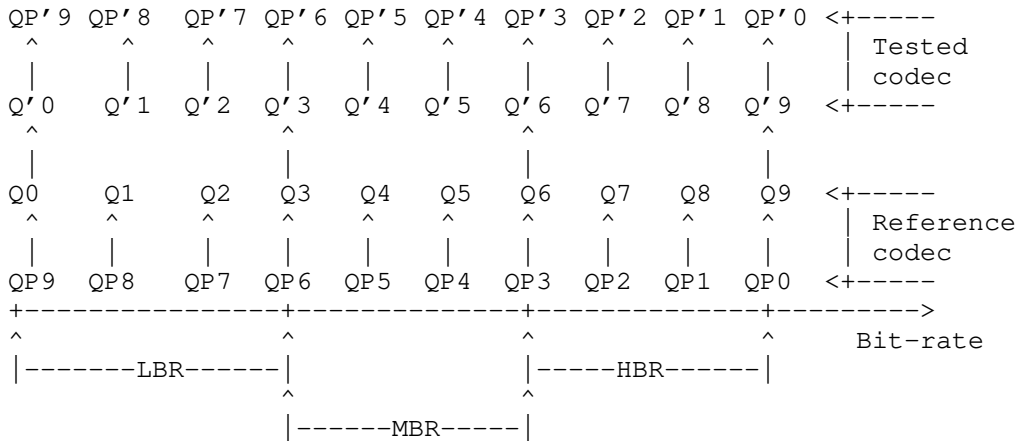 QP'9 QP'8 QP'7 QP'6 QP'5 QP'4 QP'3 QP'2 QP'1 QP'0 <+-----
^ ^ ^ ^ ^ ^ ^ ^ ^ ^ | Tested
| | | | | | | | | | | codec
Q'0 Q'1 Q'2 Q'3 Q'4 Q'5 Q'6 Q'7 Q'8 Q'9 <+-----
^ ^ ^ ^
| | | |
Q0 Q1 Q2 Q3 Q4 Q5 Q6 Q7 Q8 Q9 <+-----
^ ^ ^ ^ ^ ^ ^ ^ ^ ^ | Reference
| | | | | | | | | | | codec
QP9 QP8 QP7 QP6 QP5 QP4 QP3 QP2 QP1 QP0 <+-----
+----------------+--------------+--------------+--------->
^ ^ ^ ^ Bit-rate
|-------LBR------| |-----HBR------|
^ ^
|------MBR-----|